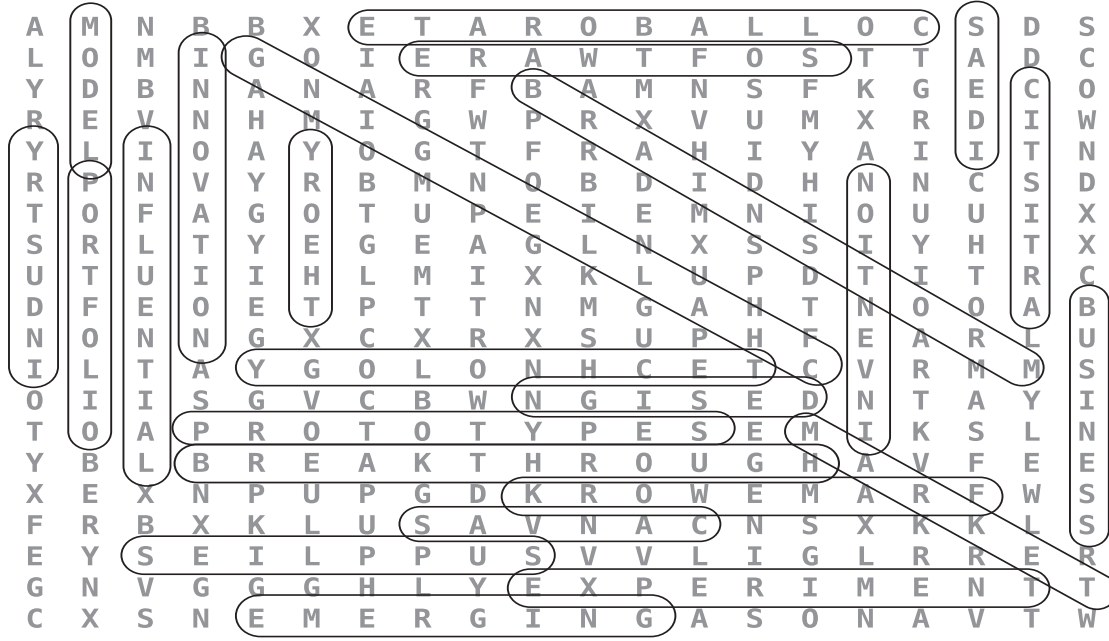 A M N B B X E T A R O B A L L O C S D S
L O M I G O I E R A W T F O S T T A D C
Y D B N A N A R F B A M N S F K G E C O
R E V N H M I G W P R X V U M X R D I W
Y L I O A Y O G T F R A H I Y A I I T N
R P N V Y R B M N O B D I D H N N C S D
T O F A G O T U P E I E M N I O U U I X
S R L T Y E G E A G L N X S S I Y H T X
U T U I I H L M I X K L U P D T I T R C
D F E O E T P T T N M G A H T N O O A B
N O N N G X C X R X S U P H F E A R L U
I L T A Y G O L O N H C E T C V R M M S
O I I S G V C B W N G I S E D N T A Y I
T O A P R O T O T Y P E S E M I K S L N
Y B L B R E A K T H R O U G H A V F E E
X E X N P U P G D K R O W E M A R F W S
F R B X K L U S A V N A C N S X K K L S
E Y S E I L P P U S V V L I G L R R E R
G N V G G G H L Y E X P E R I M E N T T
C X S N E M E R G I N G A S O N A V T W